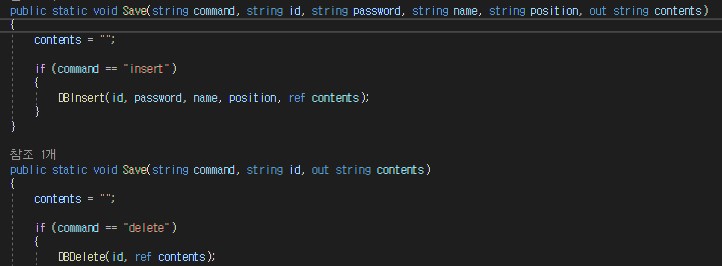 public static void Save(string command, string id, string password, string name, string position, out string contents)
{
contents = "";
if (command == "insert")
{
DBInsert(id, password, name, position, ref contents);
}
}
참조 1개
public static void Save(string command, string id, out string contents)
{
contents = "";
if (command == "delete")
{
DBDelete(id, ref contents);